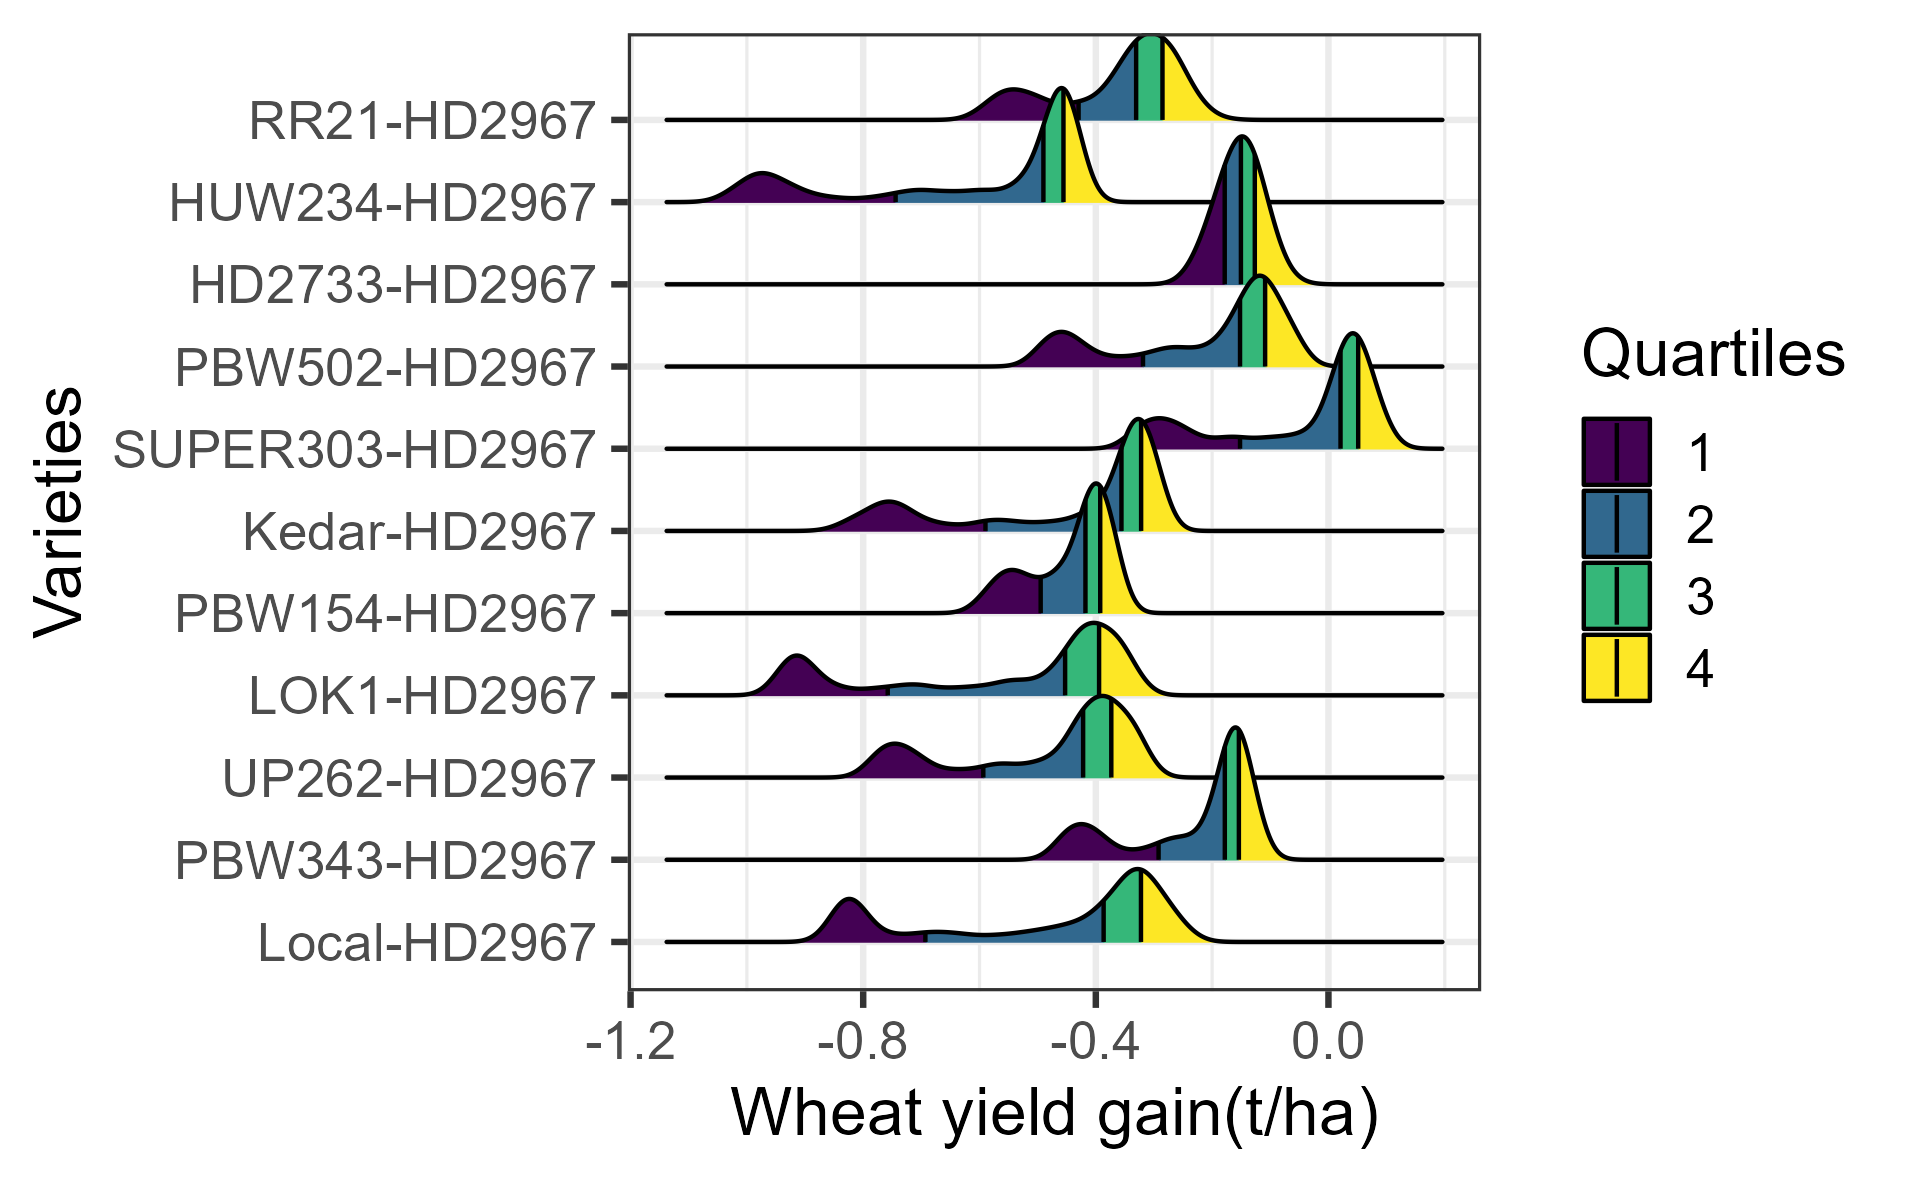 RR21-HD2967
HUW234-HD2967
HD2733-HD2967
PBW502-HD2967
SUPER303-HD2967
Kedar-HD2967
PBW154-HD2967
LOK1-HD2967
UP262-HD2967
PBW343-HD2967
Local-HD2967
Varieties
-1.2 -0.8 -0.4 0.0
Wheat yield gain(t/ha)
Quartiles
1
2
3
4